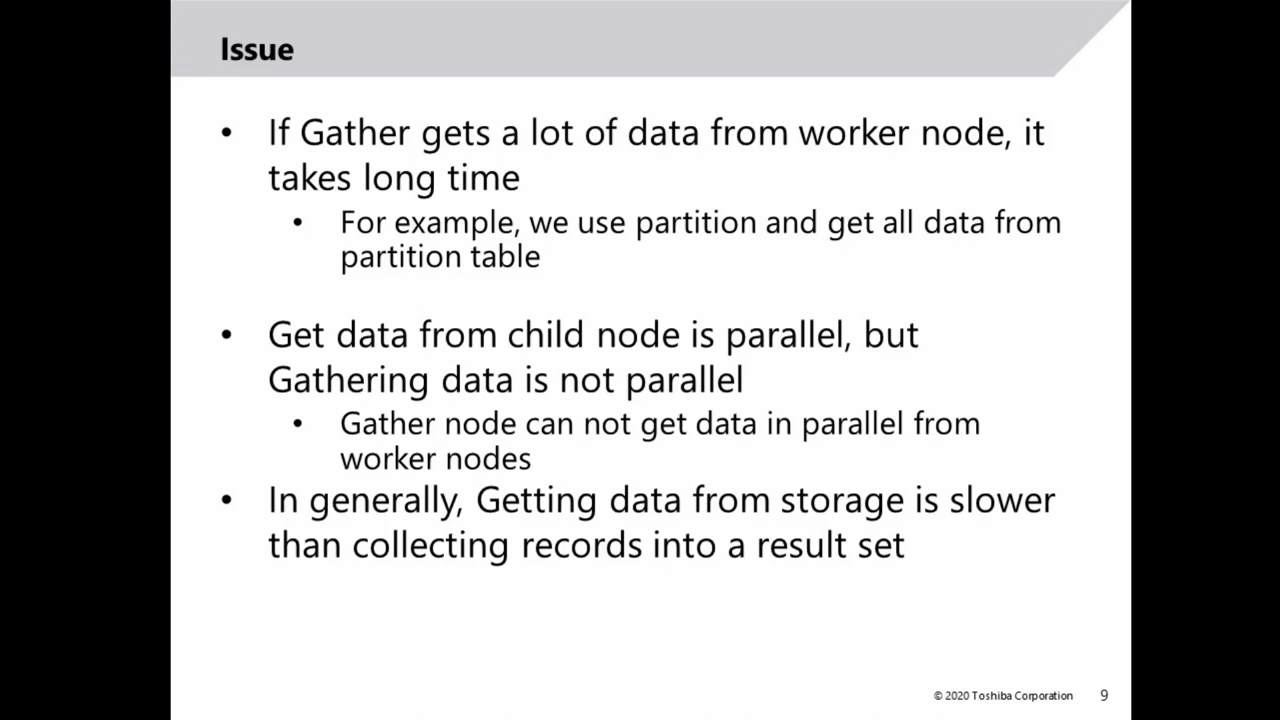 Issue
• If Gather gets a lot of data from worker node, it
takes long time
• For example, we use partition and get all data from
partition table
• Get data from child node is parallel, but
Gathering data is not parallel
• Gather node can not get data in parallel from
worker nodes
• In generally, Getting data from storage is slower
than collecting records into a result set
© 2020 Toshiba Corporation 9